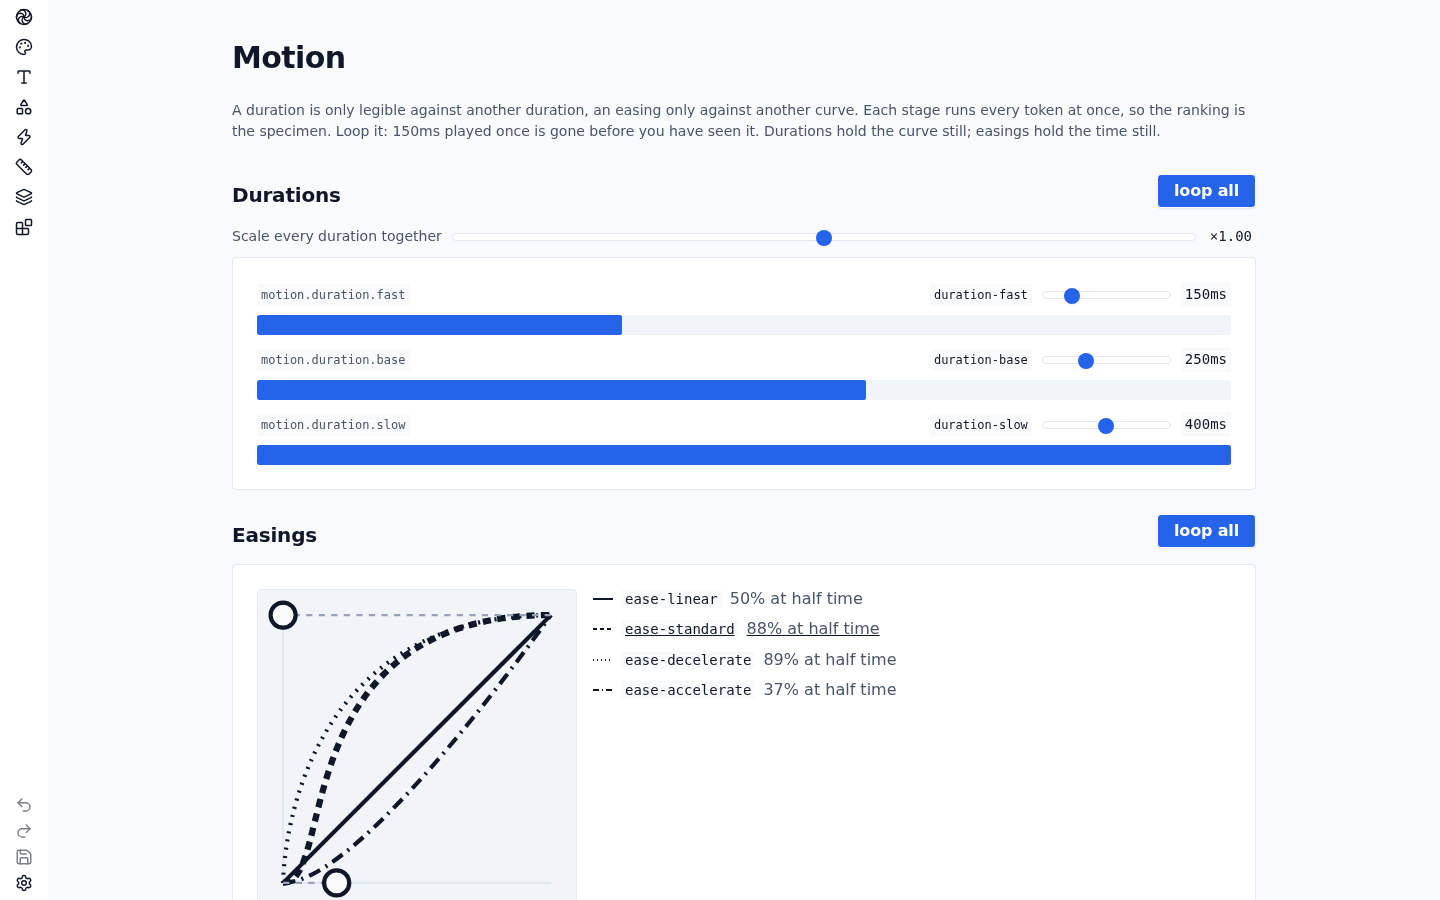 Motion
A duration is only legible against another duration, an easing only against another curve. Each stage runs every token at once, so the ranking is
the specimen. Loop it: 150ms played once is gone before you have seen it. Durations hold the curve still; easings hold the time still.
Durations
loop all
Scale every duration together
×1.00
motion.duration.fast
duration-fast
150ms
motion.duration.base
duration-base
250ms
motion.duration.slow
duration-slow
400ms
Easings
loop all
ease-linear 50% at half time
ease-standard 88% at half time
ease-decelerate 89% at half time
ease-accelerate 37% at half time